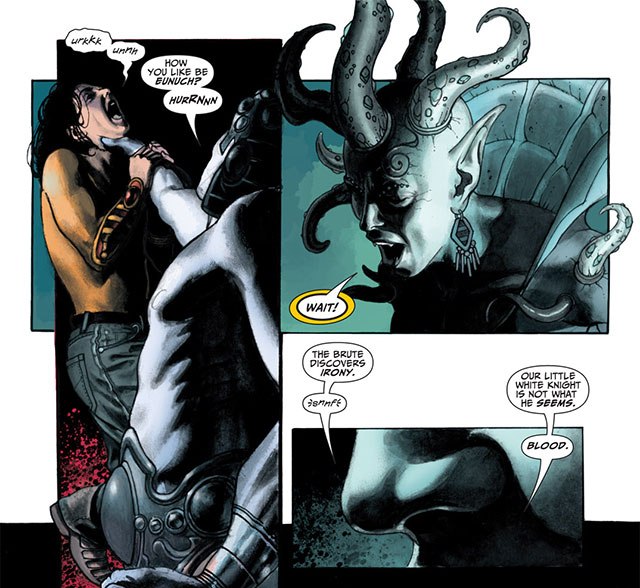 urkkk
unnh
HOW
YOU LIKE BE
EUNUCH?
HURRNNN
WAIT!
THE BRUTE
DISCOVERS
IRONY.
snnff
OUR LITTLE
WHITE KNIGHT
IS NOT WHAT
HE SEEMS.
BLOOD.